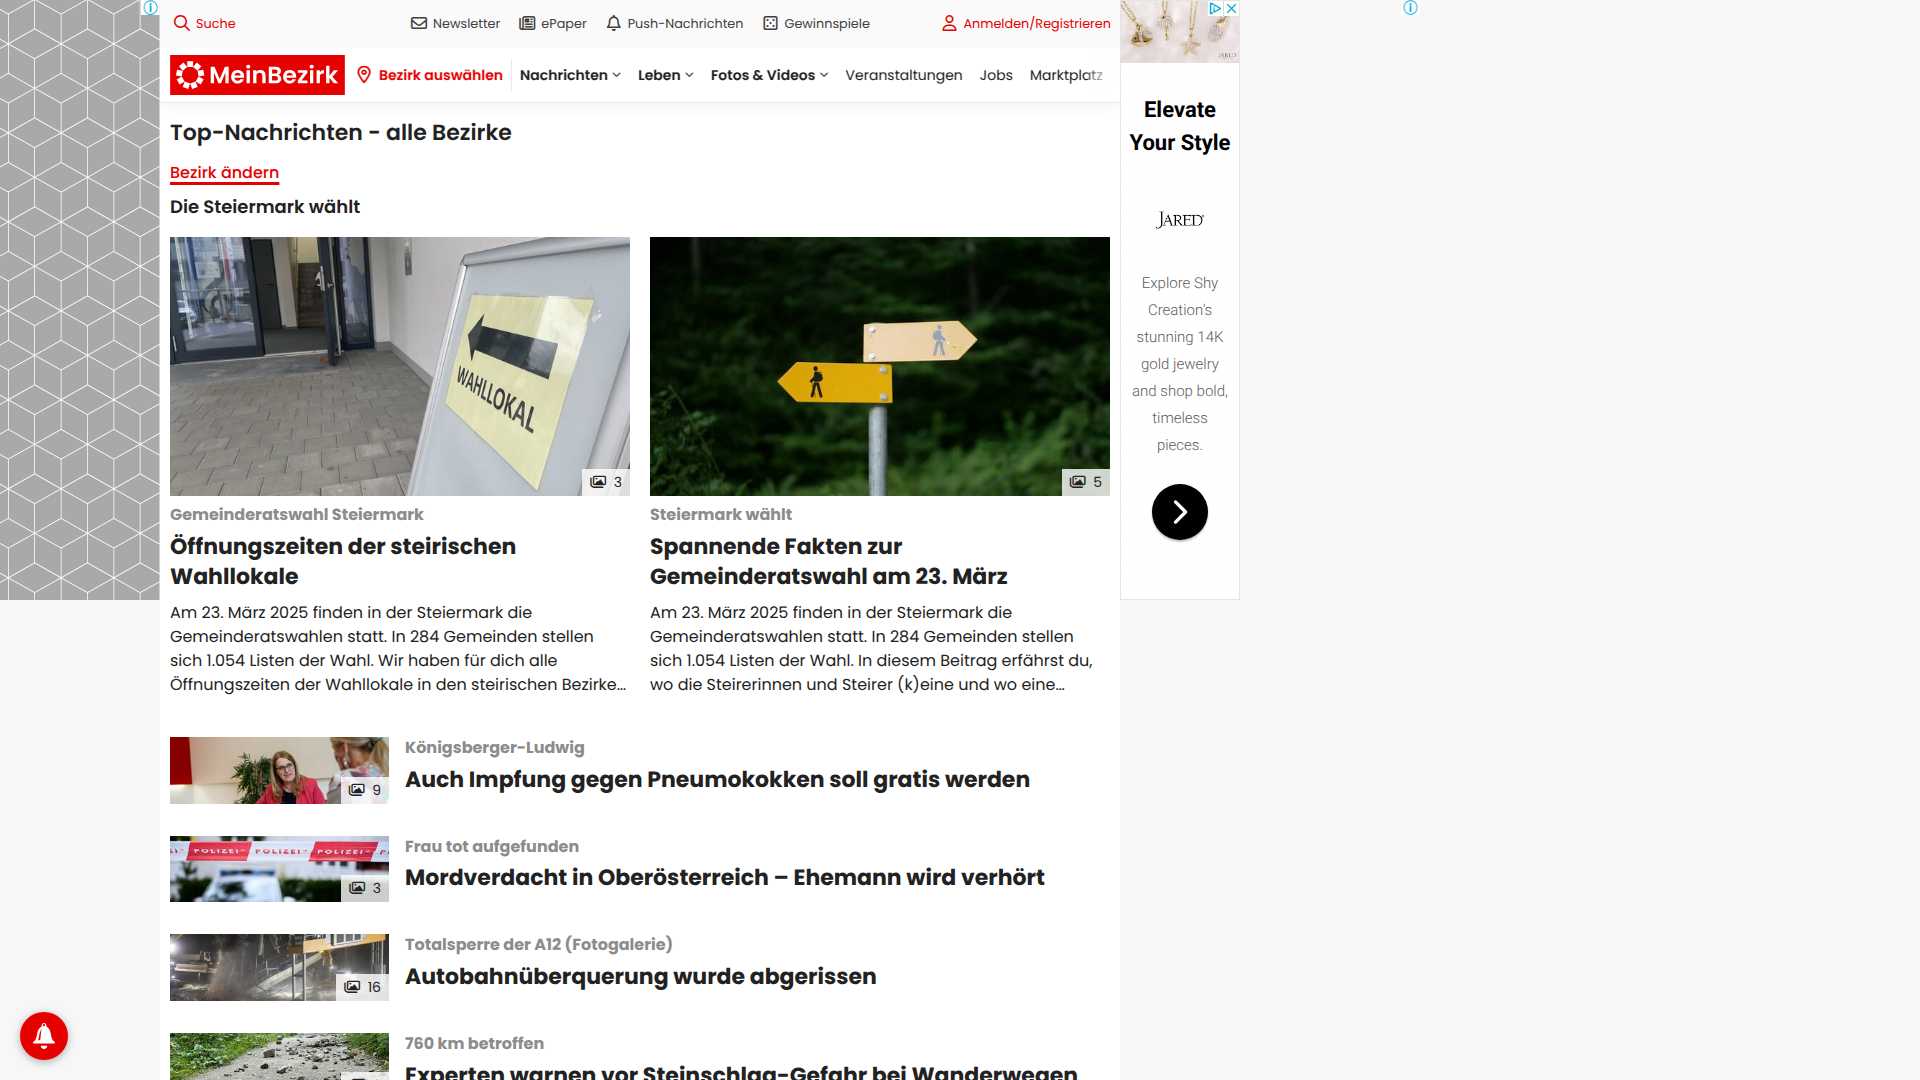 Suche
Newsletter
ePaper
Push-Nachrichten
Gewinnspiele
Anmelden/Registrieren
MeinBezirk
Bezirk auswählen
Nachrichten
Leben
Fotos & Videos
Veranstaltungen
Jobs
Marktplatz
Top-Nachrichten - alle Bezirke
Bezirk ändern
Die Steiermark wählt
WAHLLOKAL
3
5
Gemeinderatswahl Steiermark
Öffnungszeiten der steirischen
Wahllokale
Am 23. März 2025 finden in der Steiermark die
Gemeinderatswahlen statt. In 284 Gemeinden stellen
sich 1.054 Listen der Wahl. Wir haben für dich alle
Öffnungszeiten der Wahllokale in den steirischen Bezirke...
Steiermark wählt
Spannende Fakten zur
Gemeinderatswahl am 23. März
Am 23. März 2025 finden in der Steiermark die
Gemeinderatswahlen statt. In 284 Gemeinden stellen
sich 1.054 Listen der Wahl. In diesem Beitrag erfährst du,
wo die Steirerinnen und Steirer (k)eine und wo eine...
9
Königsberger-Ludwig
Auch Impfung gegen Pneumokokken soll gratis werden
POLIZEI POLIZEI POLIZEI
3
Frau tot aufgefunden
Mordverdacht in Oberösterreich – Ehemann wird verhört
16
Totalsperre der A12 (Fotogalerie)
Autobahnüberquerung wurde abgerissen
760 km betroffen
Experten warnen vor Steinschlag-Gefahr bei Wanderwegen
JARED
Elevate
Your Style
JARED
Explore Shy
Creation's
stunning 14K
gold jewelry
and shop bold,
timeless
pieces.